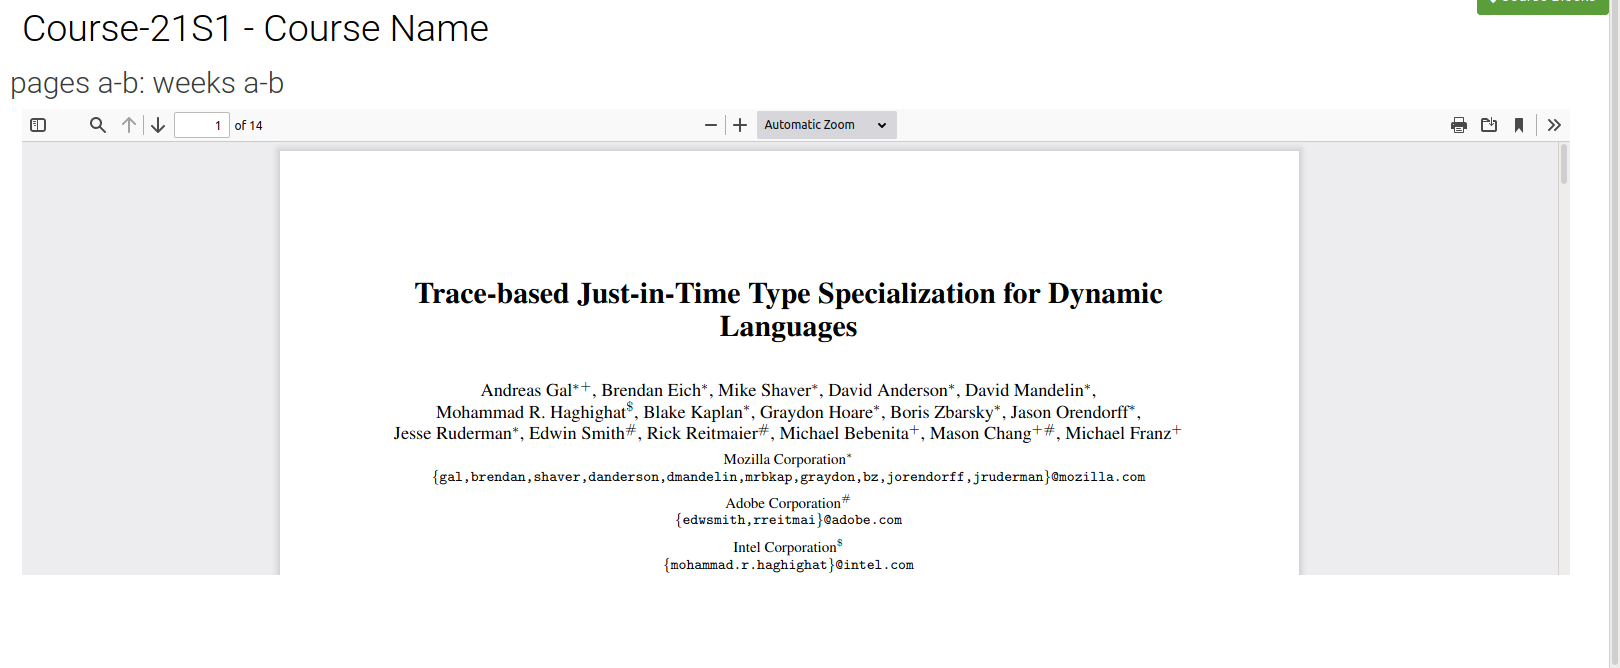 Course Blocks
Course-21S1 - Course Name
pages a-b: weeks a-b
1 of 14
Automatic Zoom
Trace-based Just-in-Time Type Specialization for Dynamic
Languages
Andreas Gal*+, Brendan Eich*, Mike Shaver*, David Anderson*, David Mandelin*,
Mohammad R. Haghighat$, Blake Kaplan*, Graydon Hoare*, Boris Zbarsky*, Jason Orendorff*,
Jesse Ruderman*, Edwin Smith#, Rick Reitmaier#, Michael Bebenita+, Mason Chang+#, Michael Franz+
Mozilla Corporation*
{gal,brendan,shaver,danderson,dmandelin,mrbkap,graydon,bz,jorendorff,jruderman}@mozilla.com
Adobe Corporation#
{edwsmith,rreitmai}@adobe.com
Intel Corporation$
{mohammad.r.haghighat}@intel.com